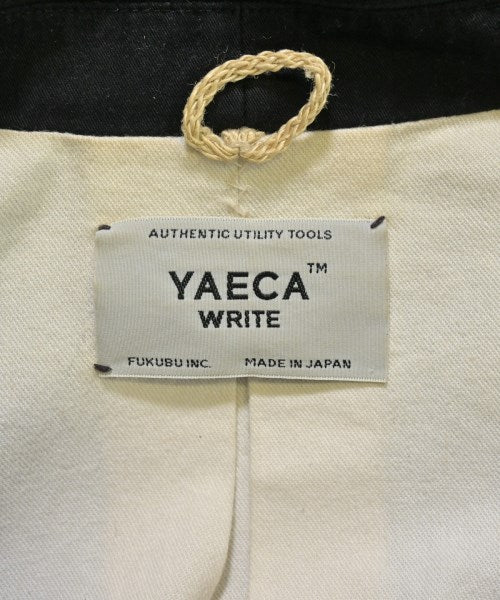 AUTHENTIC UTILITY TOOLS
YAECA™
WRITE
FUKUBU INC. MADE IN JAPAN